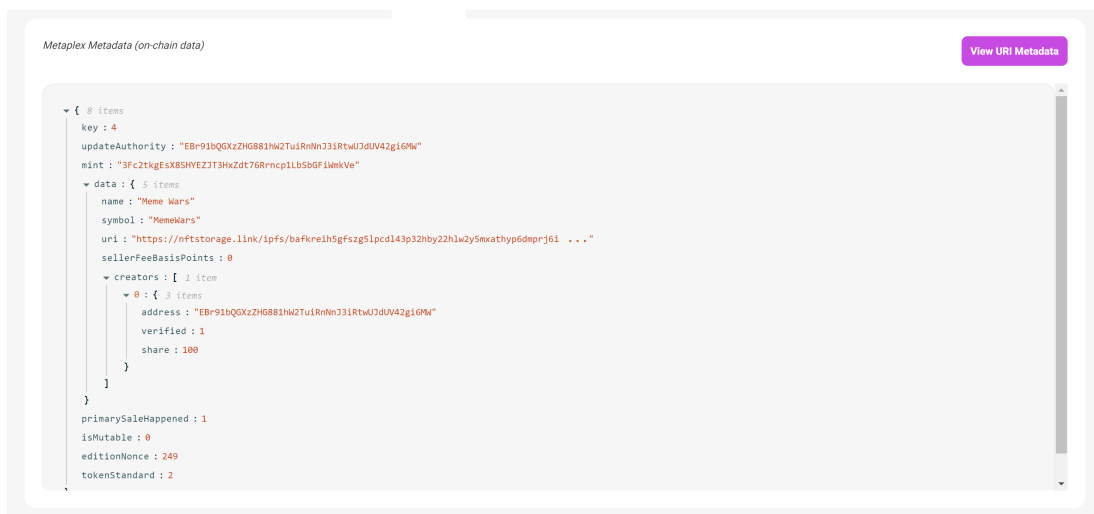 Metaplex Metadata (on-chain data)
View URI Metadata
{ 8 items
key : 4
updateAuthority : "EBr91bQGXzZHG881hW2TuiRnNnJ3iRtwUJdUV42gi6MW"
mint : "3Fc2tkgEsX8SHYEZJT3HxZdt76Rrncp1LbSbGFiWmkVe"
data : { 5 items
name : "Meme Wars"
symbol : "MemeWars"
uri : "https://nftstorage.link/ipfs/bafkreih5gfszg5lpcdl43p32hby22hlw2y5mxathyp6dmprj6i ..."
sellerFeeBasisPoints : 0
creators : [ 1 item
0 : { 3 items
address : "EBr91bQGXzZHG881hW2TuiRnNnJ3iRtwUJdUV42gi6MW"
verified : 1
share : 100
}
]
}
primarySaleHappened : 1
isMutable : 0
editionNonce : 249
tokenStandard : 2